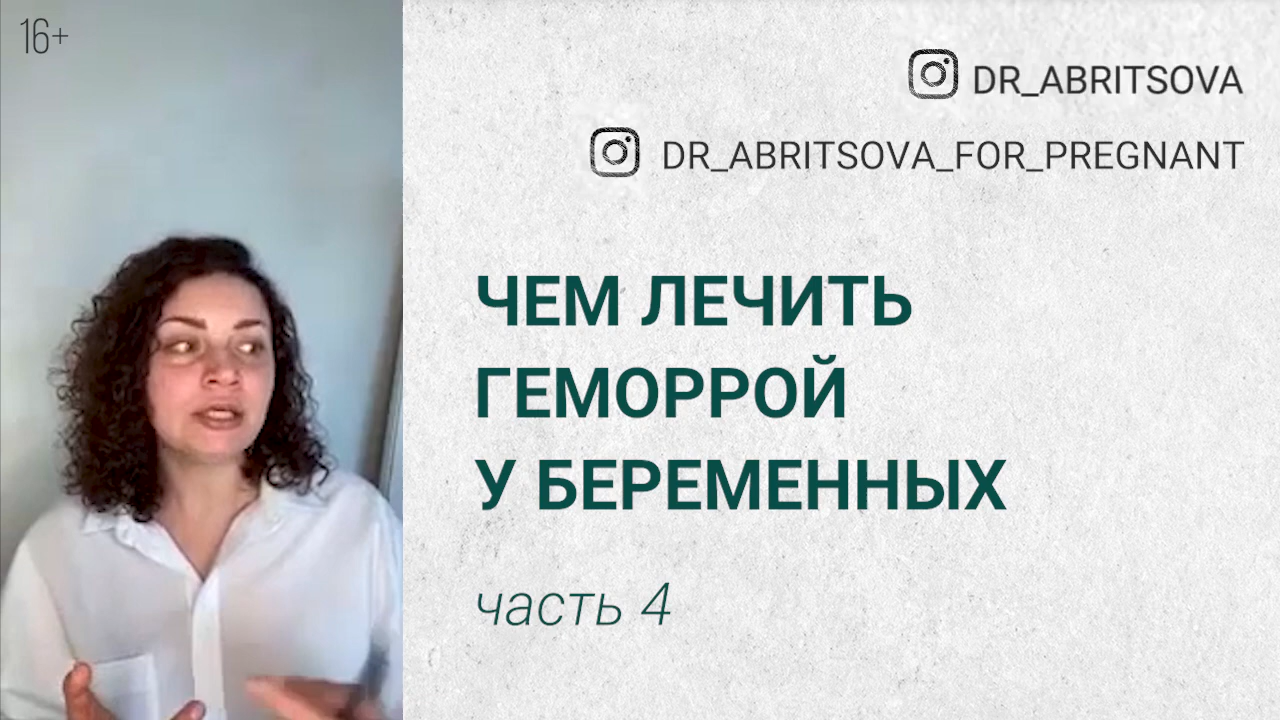 16+
DR_ABRITSOVA
DR_ABRITSOVA_FOR_PREGNANT
ЧЕМ ЛЕЧИТЬ
ГЕМОРРОЙ
У БЕРЕМЕННЫХ
часть 4